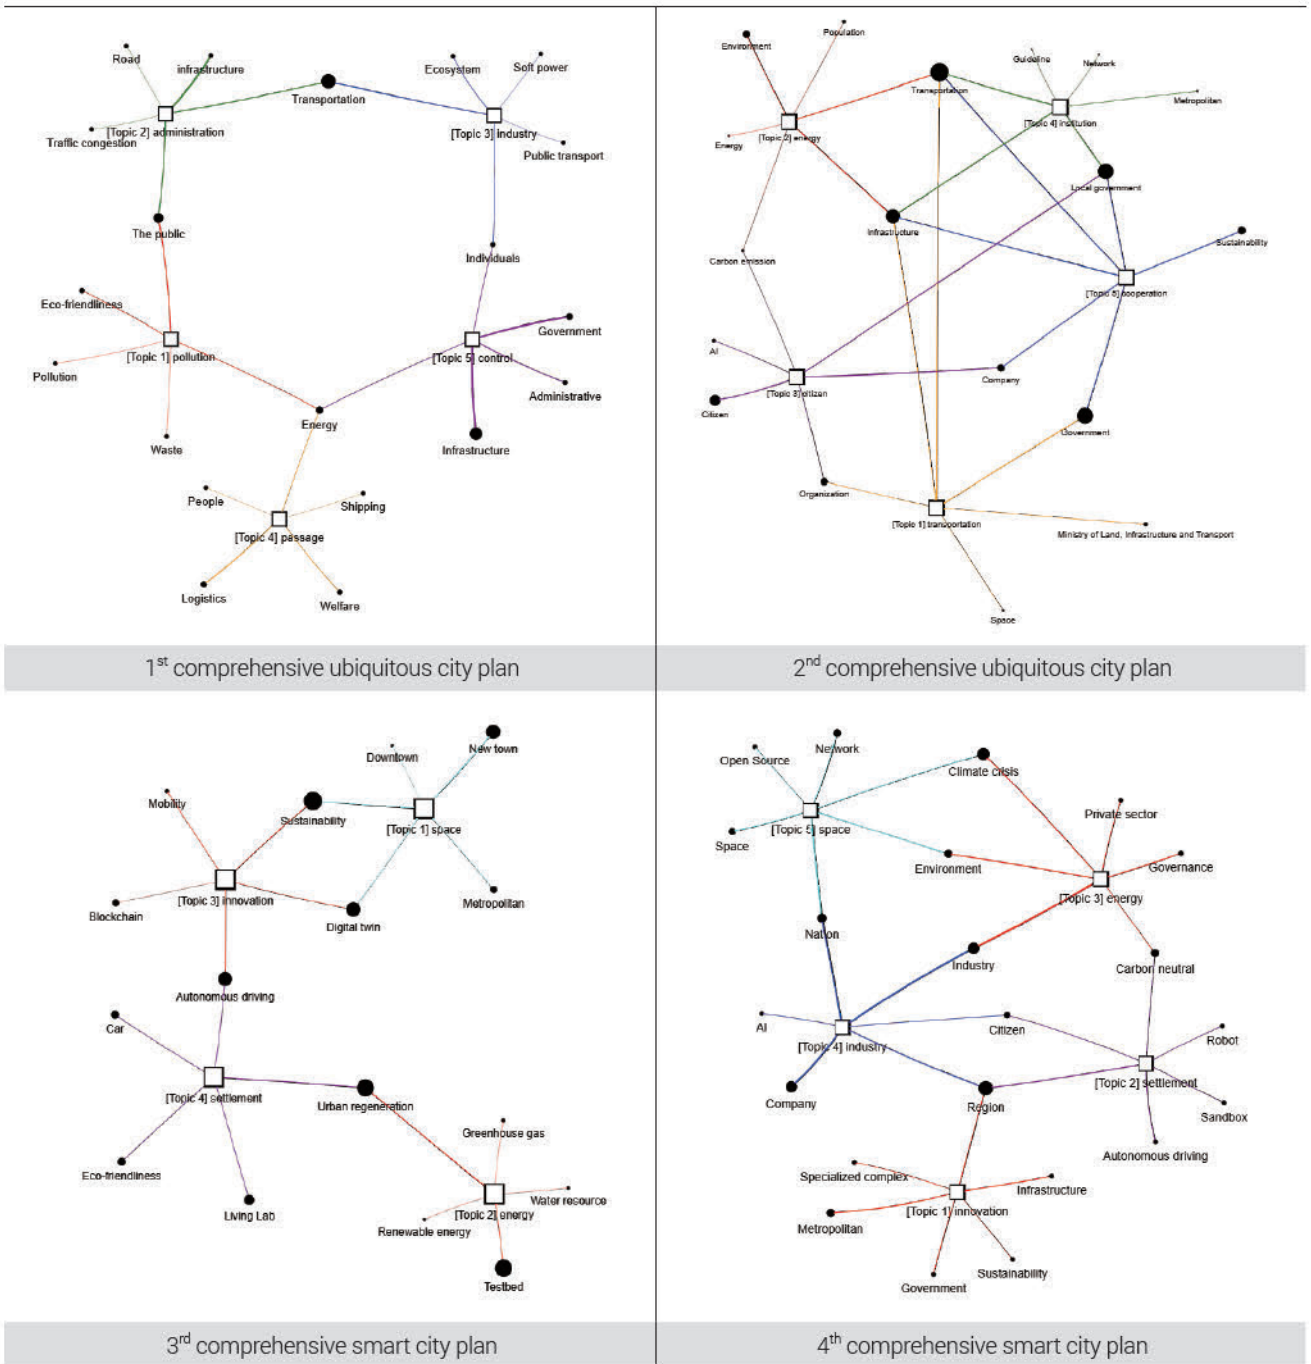 Road
infrastructure
Transportation
[Topic 2] administration
Traffic congestion
Ecosystem
Soft power
[Topic 3] industry
Public transport
The public
Individuals
Eco-friendliness
[Topic 1] pollution
Pollution
Waste
Government
[Topic 5] control
Administrative
Energy
Infrastructure
People
Shipping
[Topic 4] passage
Logistics
Welfare
1st comprehensive ubiquitous city plan
Population
Environment
Guideline
Network
Transportation
Metropolitan
[Topic 4] institution
[Topic 2] energy
Energy
Local government
Infrastructure
Sustainability
Carbon emission
[Topic 5] cooperation
AI
Company
[Topic 3] citizen
Citizen
Government
Organization
[Topic 1] transportation
Ministry of Land, Infrastructure and Transport
Space
2nd comprehensive ubiquitous city plan
New town
Downtown
Mobility
Sustainability
[Topic 1] space
[Topic 3] innovation
Metropolitan
Blockchain
Digital twin
Autonomous driving
Car
[Topic 4] settlement
Urban regeneration
Greenhouse gas
Eco-friendliness
Water resource
Living Lab
[Topic 2] energy
Renewable energy
Testbed
3rd comprehensive smart city plan
Network
Open Source
Climate crisis
Private sector
[Topic 5] space
Space
Environment
Governance
[Topic 3] energy
Nation
Industry
Carbon neutral
AI
Citizen
[Topic 4] industry
Robot
[Topic 2] settlement
Company
Region
Sandbox
Autonomous driving
Specialized complex
Infrastructure
[Topic 1] innovation
Metropolitan
Sustainability
Government
4th comprehensive smart city plan